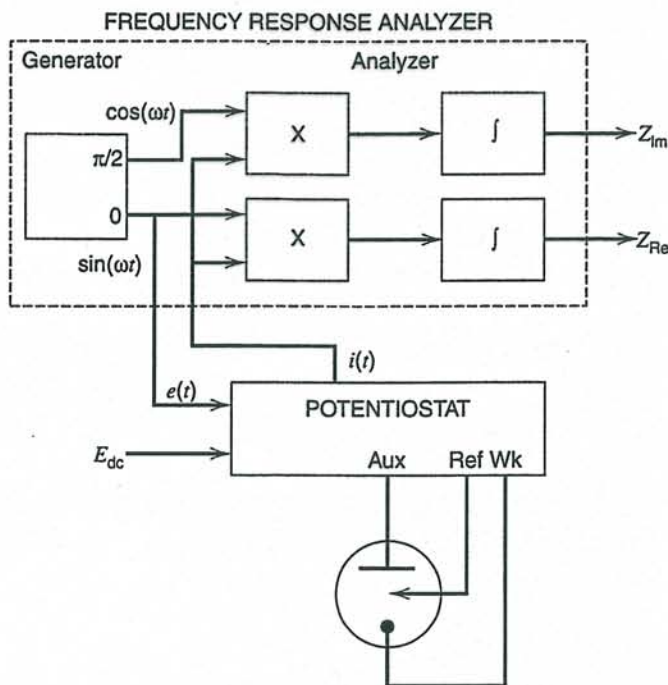 FREQUENCY RESPONSE ANALYZER
Generator
Analyzer
cos(ωt)
π/2
X
∫
Z_Im
0
X
∫
Z_Re
sin(ωt)
i(t)
e(t)
POTENTIOSTAT
E_dc
Aux
Ref Wk